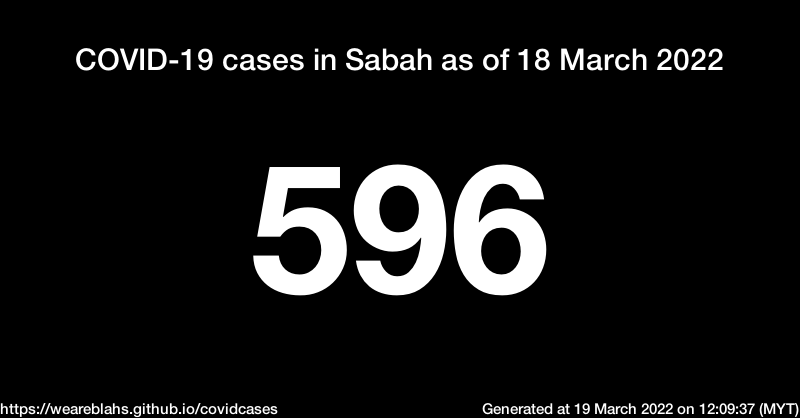 COVID-19 cases in Sabah as of 18 March 2022
596
https://weareblahs.github.io/covidcases
Generated at 19 March 2022 on 12:09:37 (MYT)